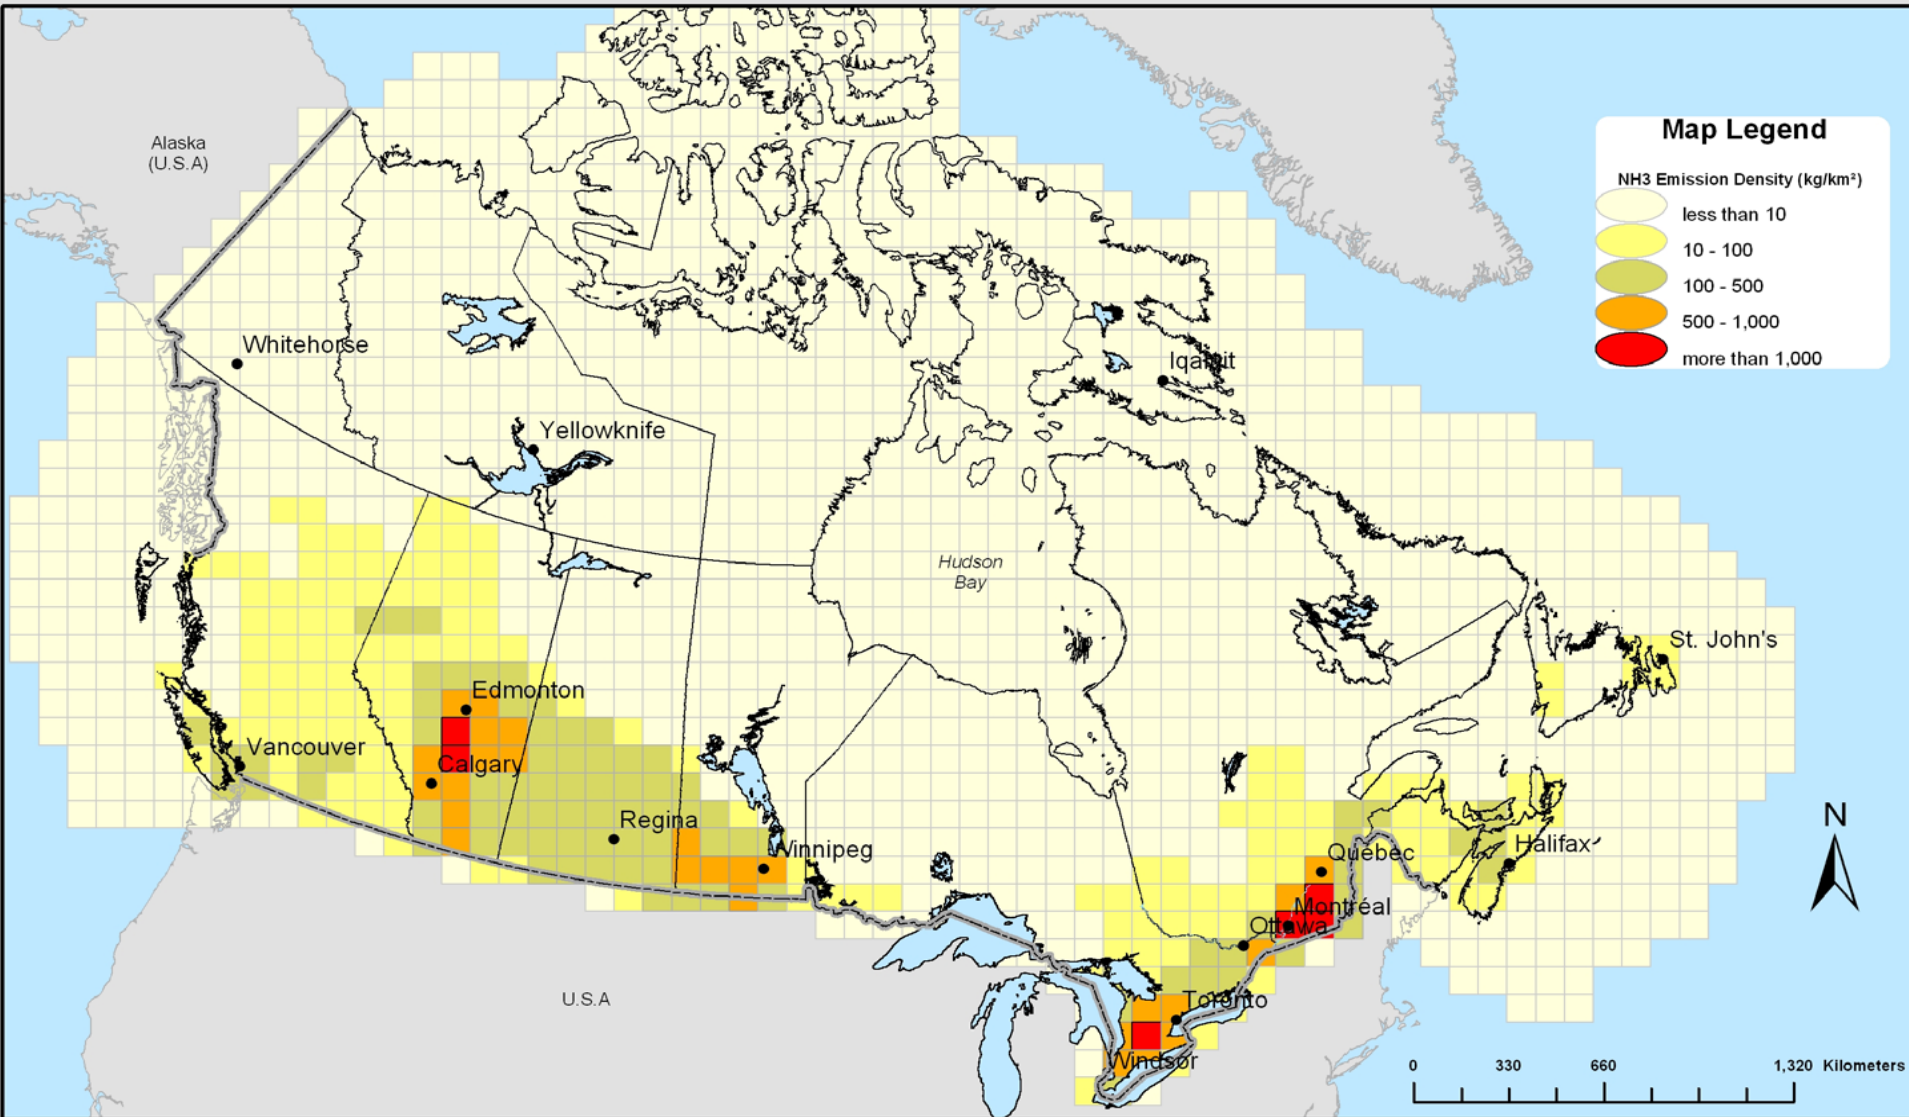 Alaska
(U.S.A)
Map Legend
NH3 Emission Density (kg/km²)
less than 10
10 - 100
100 - 500
500 - 1,000
more than 1,000
Whitehorse
Iqaluit
Yellowknife
Hudson
Bay
St. John's
Edmonton
Vancouver
Calgary
Regina
Winnipeg
Halifax
Québec
Montréal
Ottawa
N
U.S.A
Toronto
Windsor
0 330 660 1,320 Kilometers